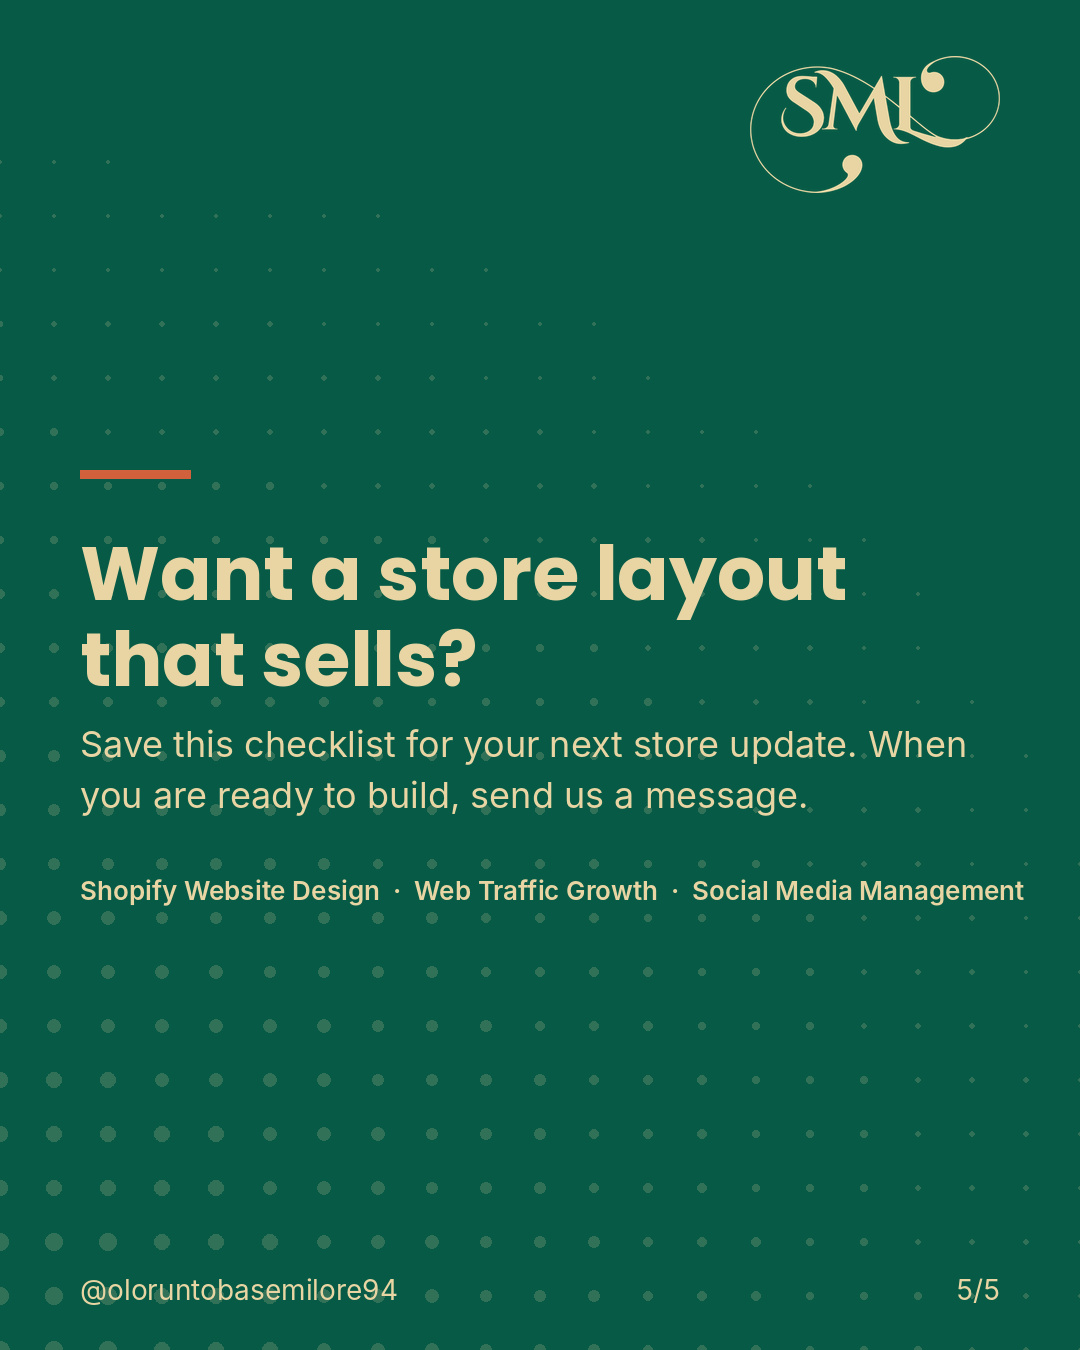 SML
Want a store layout
that sells?
Save this checklist for your next store update. When
you are ready to build, send us a message.
Shopify Website Design · Web Traffic Growth · Social Media Management
@oloruntobasemilore94
5/5